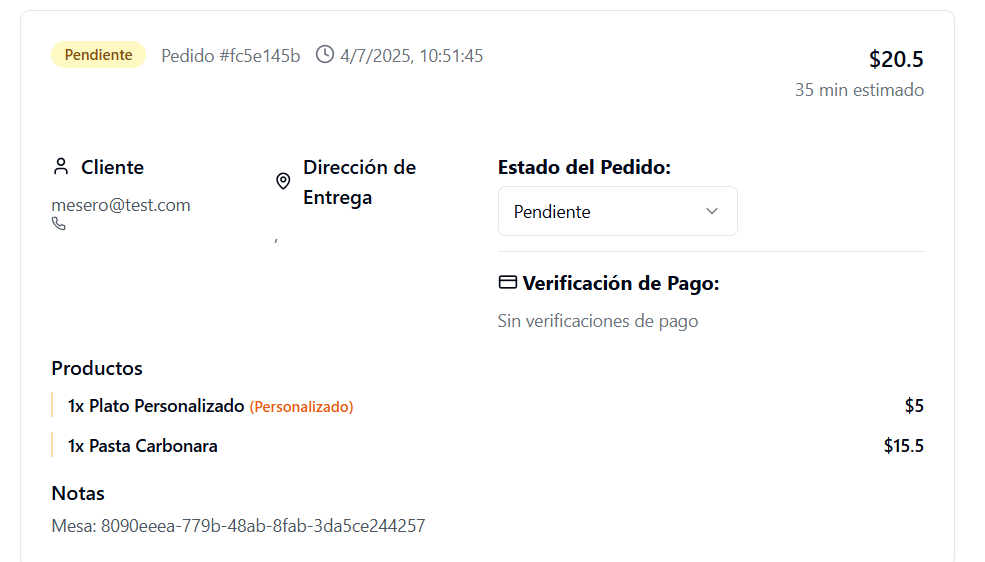 Pendiente Pedido #fc5e145b 4/7/2025, 10:51:45
$20.5
35 min estimado
Cliente
mesero@test.com
Dirección de
Entrega
,
Estado del Pedido:
Pendiente
Verificación de Pago:
Sin verificaciones de pago
Productos
1x Plato Personalizado (Personalizado) $5
1x Pasta Carbonara $15.5
Notas
Mesa: 8090eeea-779b-48ab-8fab-3da5ce244257